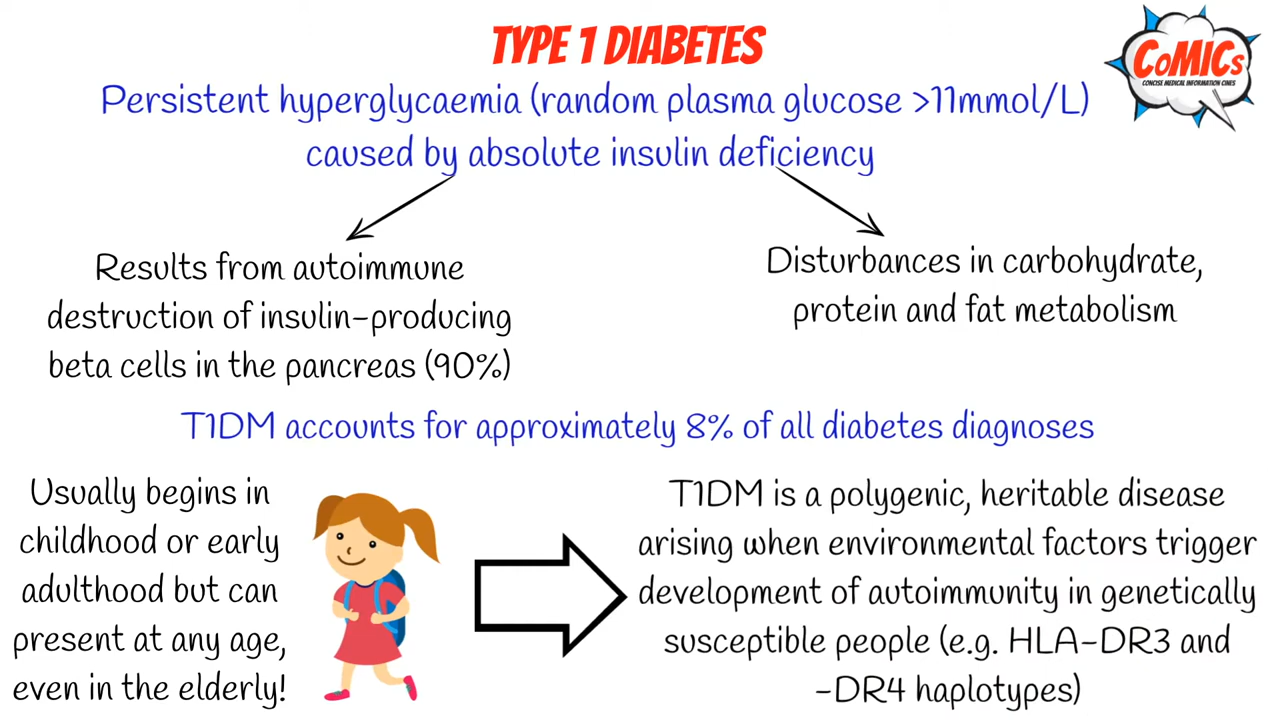 TYPE 1 DIABETES
CoMICs
CONCISE MEDICAL INFORMATION CINES
Persistent hyperglycaemia (random plasma glucose >11mmol/L)
caused by absolute insulin deficiency
Results from autoimmune
destruction of insulin-producing
beta cells in the pancreas (90%)
Disturbances in carbohydrate,
protein and fat metabolism
T1DM accounts for approximately 8% of all diabetes diagnoses
Usually begins in
childhood or early
adulthood but can
present at any age,
even in the elderly!
T1DM is a polygenic, heritable disease
arising when environmental factors trigger
development of autoimmunity in genetically
susceptible people (e.g. HLA-DR3 and
-DR4 haplotypes)